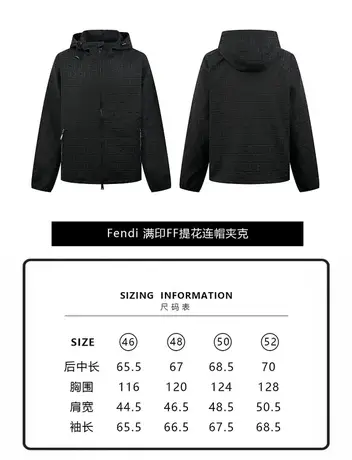 Fendi 满印FF提花连帽夹克
SIZING INFORMATION
尺码表
SIZE 46 48 50 52
后中长 65.5 67 68.5 70
胸围 116 120 124 128
肩宽 44.5 46.5 48.5 50.5
袖长 65.5 66.5 67.5 68.5